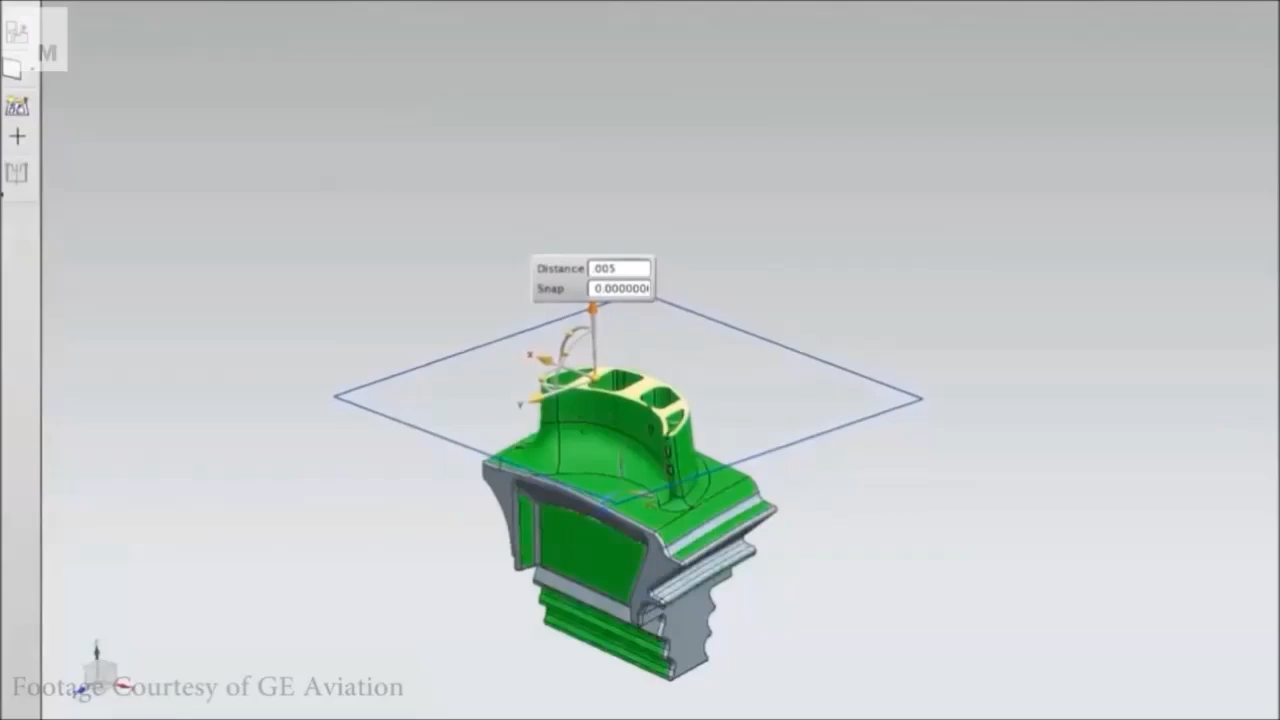 M
Distance .005
Snap 0.000000
X
Y
Footage Courtesy of GE Aviation